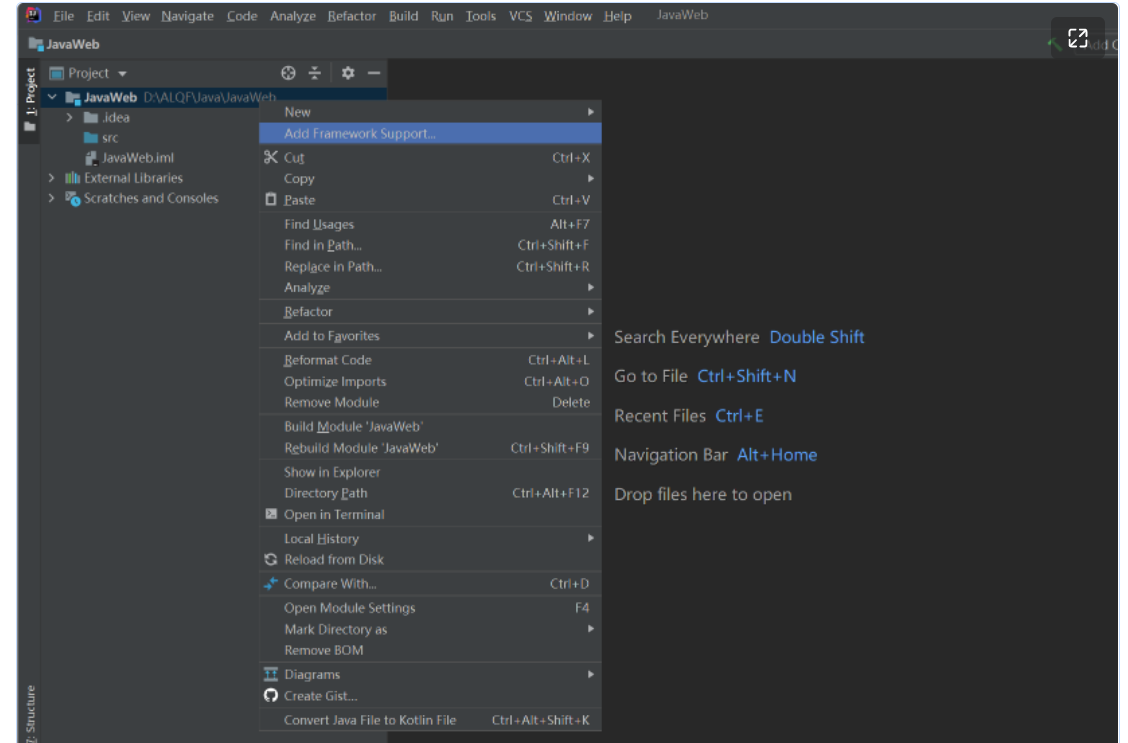 File Edit View Navigate Code Analyze Refactor Build Run Tools VCS Window Help JavaWeb
JavaWeb
1: Project
Project
JavaWeb D:\ALQF\Java\JavaWeb
.idea
src
JavaWeb.iml
External Libraries
Scratches and Consoles
New
Add Framework Support...
Cut Ctrl+X
Copy
Paste Ctrl+V
Find Usages Alt+F7
Find in Path... Ctrl+Shift+F
Replace in Path... Ctrl+Shift+R
Analyze
Refactor
Add to Favorites
Reformat Code Ctrl+Alt+L
Optimize Imports Ctrl+Alt+O
Remove Module Delete
Build Module 'JavaWeb'
Rebuild Module 'JavaWeb' Ctrl+Shift+F9
Show in Explorer
Directory Path Ctrl+Alt+F12
Open in Terminal
Local History
Reload from Disk
Compare With... Ctrl+D
Open Module Settings F4
Mark Directory as
Remove BOM
Diagrams
Create Gist...
Convert Java File to Kotlin File Ctrl+Alt+Shift+K
Search Everywhere Double Shift
Go to File Ctrl+Shift+N
Recent Files Ctrl+E
Navigation Bar Alt+Home
Drop files here to open
7: Structure